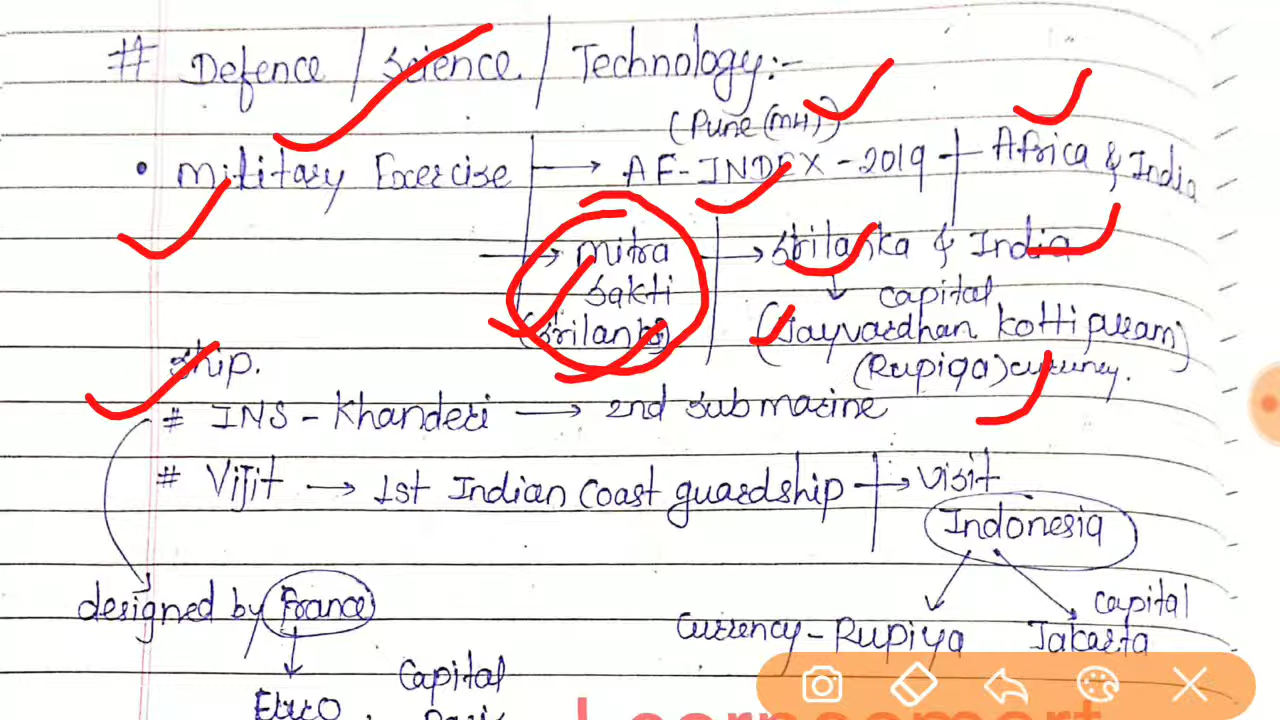 # Defence / Science / Technology:-
(Pune (MH))
• Military Exercise → AF-INDEX-2019 Africa & India
→ Mitra → Srilanka & India
Sakti capital
(Srilanka) (Jayvardhan Kottipuram)
Ship. (Rupiqa) currency.
# INS - Khanderi → 2nd submarine
# Vijit → 1st Indian Coast guardship → Visit
Indonesia
designed by France capital
Currency - Rupiya Jakarta
Capital
Euro .